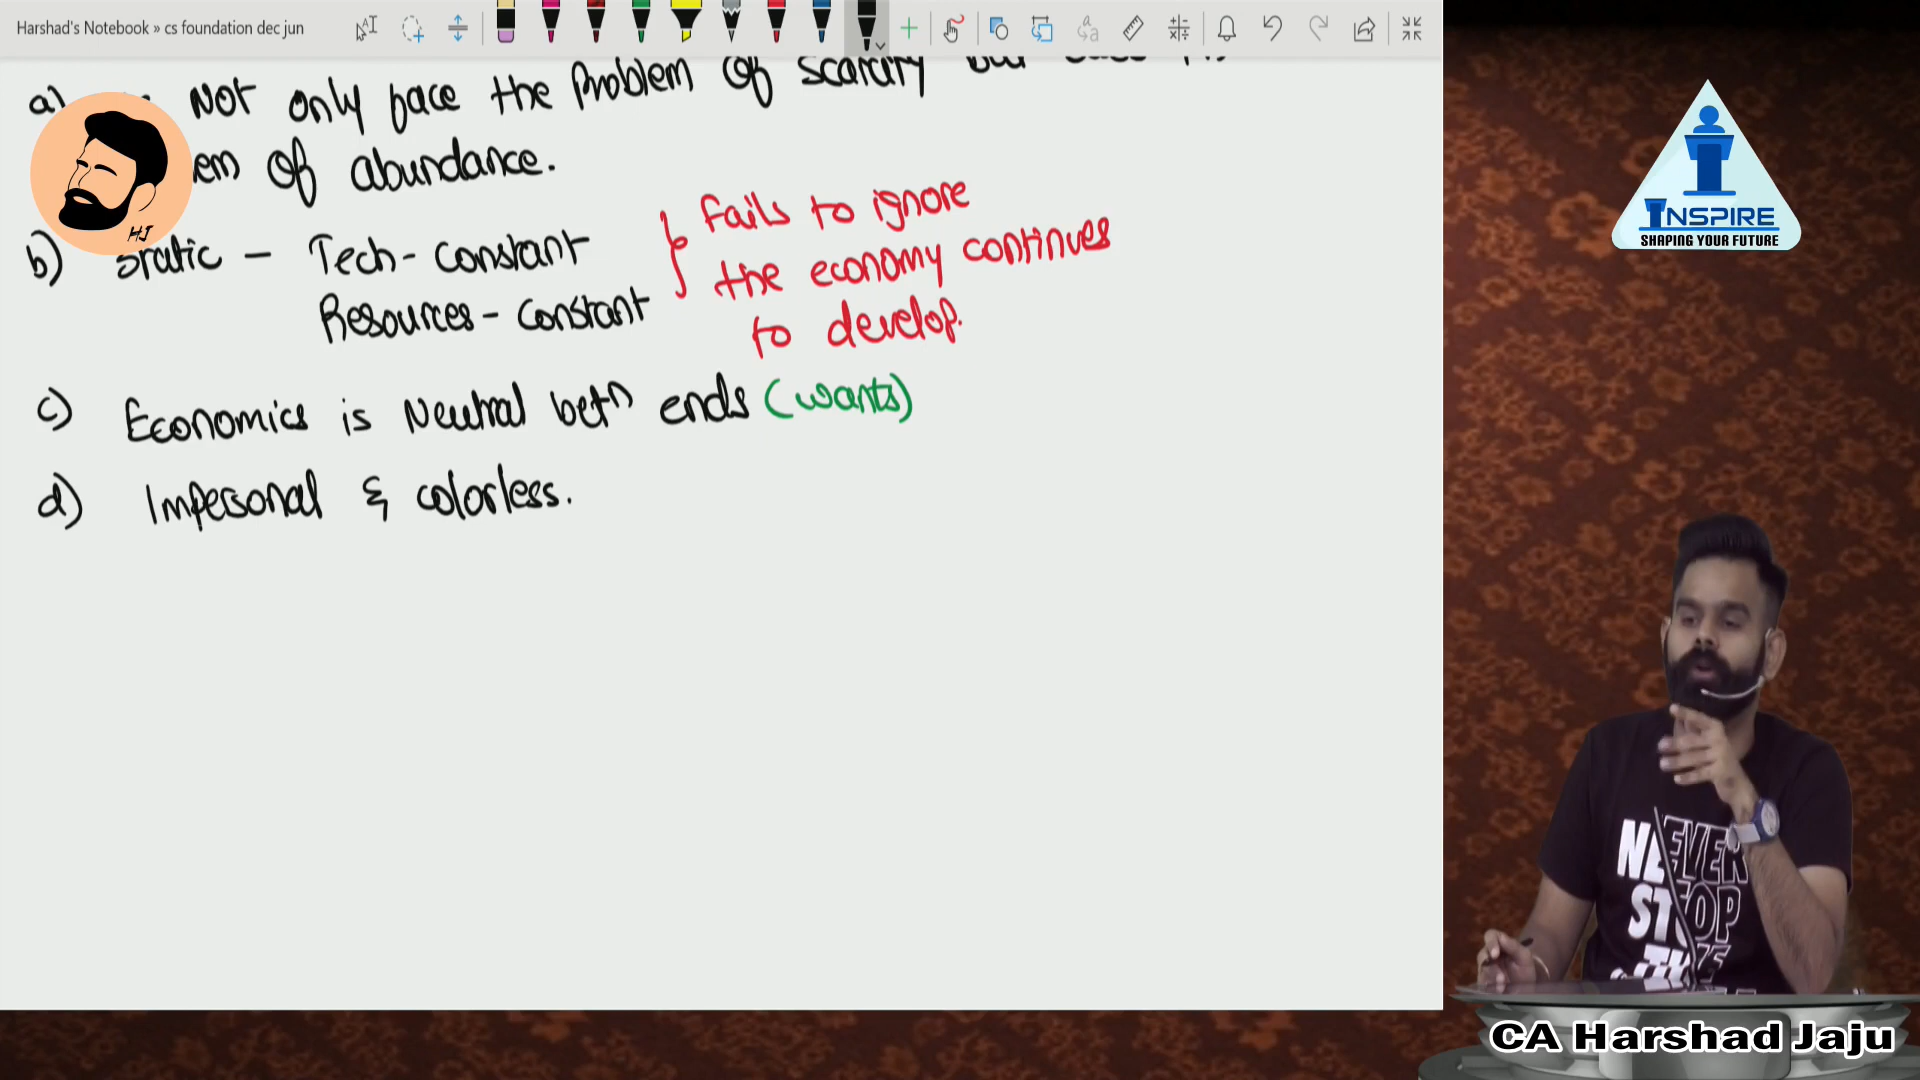 Harshad's Notebook » cs foundation dec jun
a) Not only face the Problem Of scarcity but
em Of abundance.
b) Static - Tech - Constant
Resources - Constant
fails to ignore
the economy continues
to develop.
c) Economics is Neutral betn ends (wants)
d) Impersonal & colorless.
HJ
INSPIRE
SHAPING YOUR FUTURE
NEVER
STOP
CA Harshad Jaju